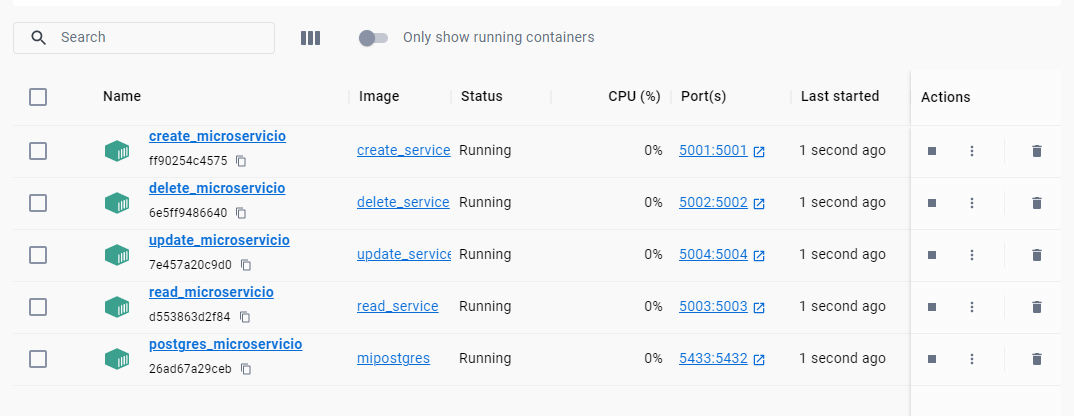 Search
Only show running containers
Name Image Status CPU (%) Port(s) Last started Actions
create_microservicio
ff90254c4575
create_service Running 0% 5001:5001 1 second ago
delete_microservicio
6e5ff9486640
delete_service Running 0% 5002:5002 1 second ago
update_microservicio
7e457a20c9d0
update_service Running 0% 5004:5004 1 second ago
read_microservicio
d553863d2f84
read_service Running 0% 5003:5003 1 second ago
postgres_microservicio
26ad67a29ceb
mipostgres Running 0% 5433:5432 1 second ago